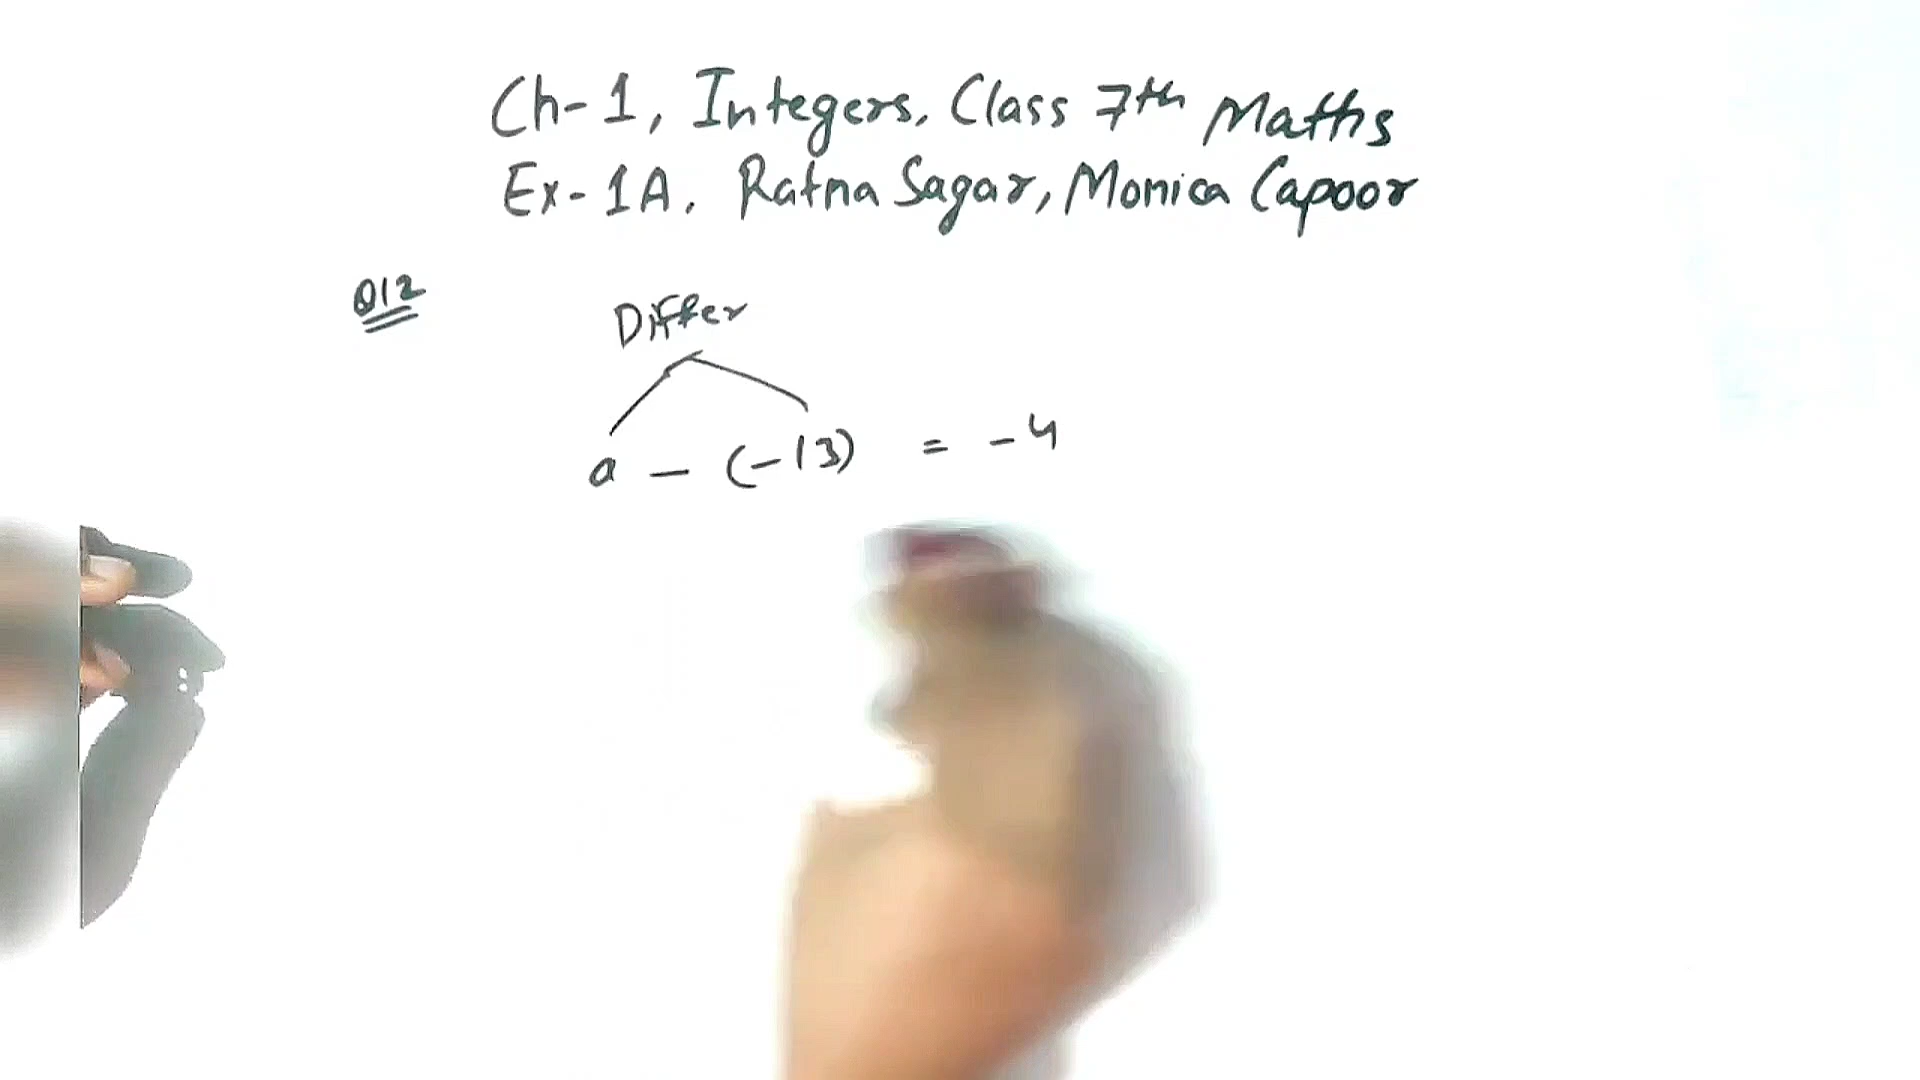 Ch-1, Integers, Class 7th Maths
Ex-1A, Ratna Sagar, Monica Capoor
Q12
Differ
a - (-13) = -4